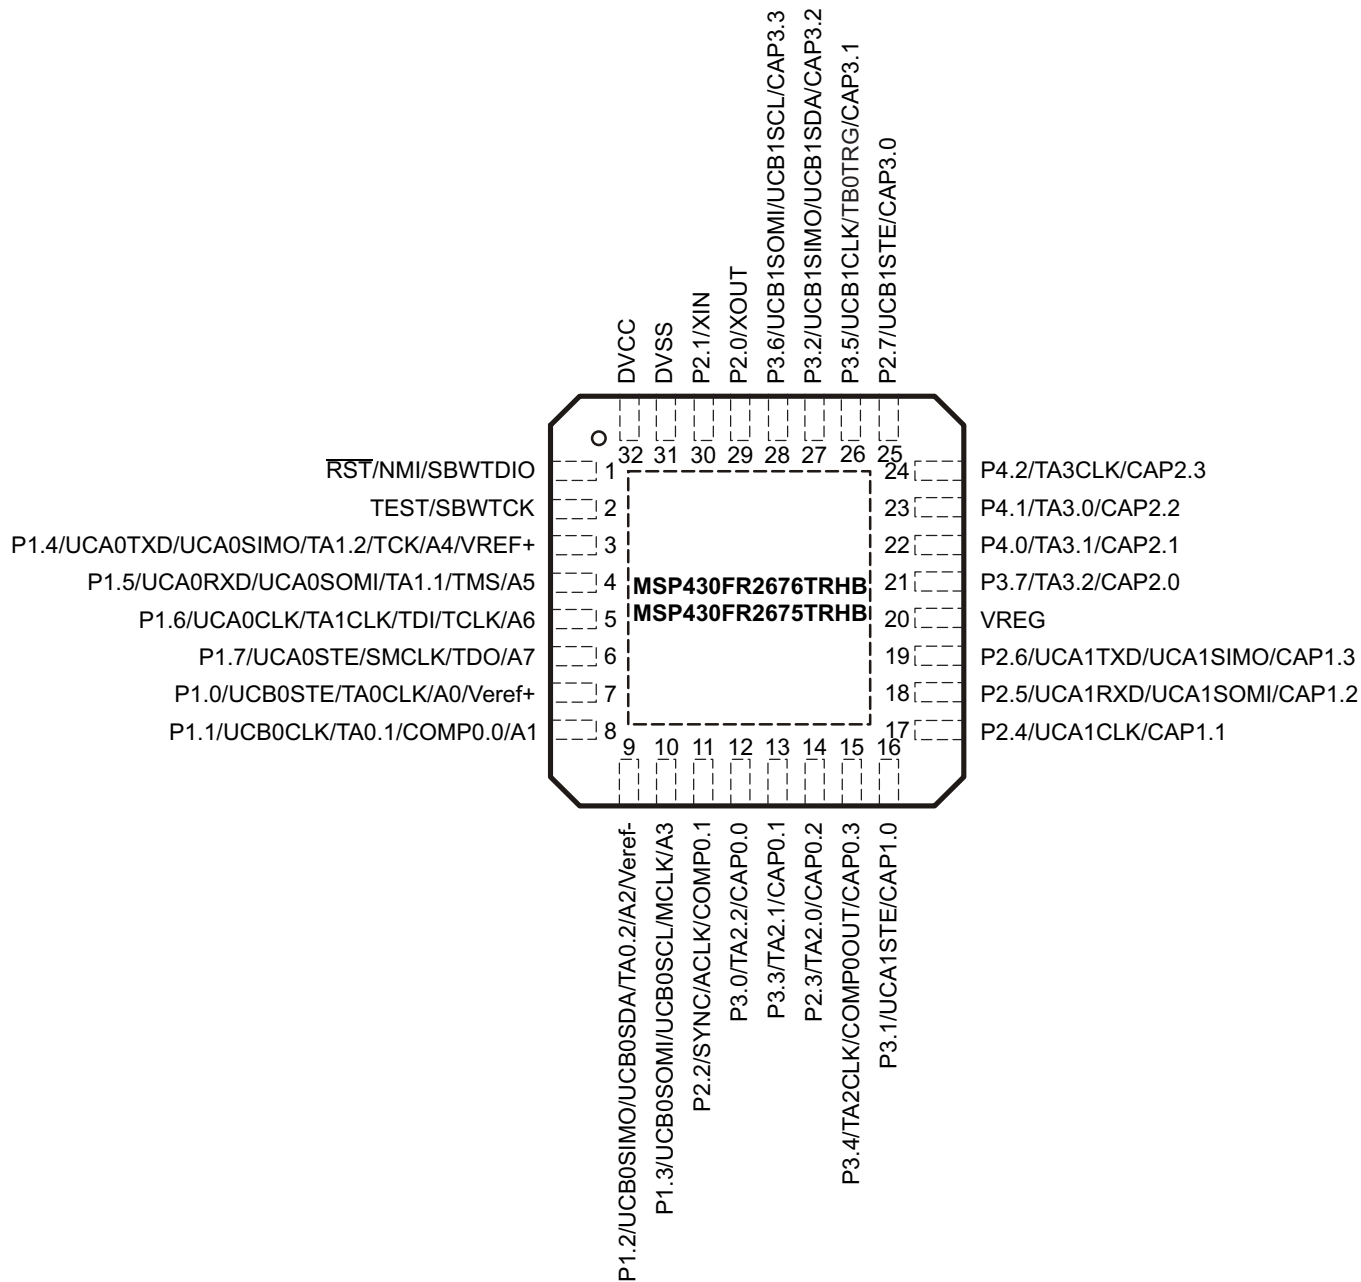 P3.6/UCB1SOMI/UCB1SCL/CAP3.3
P3.2/UCB1SIMO/UCB1SDA/CAP3.2
P3.5/UCB1CLK/TB0TRG/CAP3.1
P2.7/UCB1STE/CAP3.0
DVCC
DVSS
P2.1/XIN
P2.0/XOUT
32 31 30 29 28 27 26 25
R̅S̅T̅/NMI/SBWTDIO 1
TEST/SBWTCK 2
P1.4/UCA0TXD/UCA0SIMO/TA1.2/TCK/A4/VREF+ 3
P1.5/UCA0RXD/UCA0SOMI/TA1.1/TMS/A5 4
P1.6/UCA0CLK/TA1CLK/TDI/TCLK/A6 5
P1.7/UCA0STE/SMCLK/TDO/A7 6
P1.0/UCB0STE/TA0CLK/A0/Veref+ 7
P1.1/UCB0CLK/TA0.1/COMP0.0/A1 8
MSP430FR2676TRHB
MSP430FR2675TRHB
24 P4.2/TA3CLK/CAP2.3
23 P4.1/TA3.0/CAP2.2
22 P4.0/TA3.1/CAP2.1
21 P3.7/TA3.2/CAP2.0
20 VREG
19 P2.6/UCA1TXD/UCA1SIMO/CAP1.3
18 P2.5/UCA1RXD/UCA1SOMI/CAP1.2
17 P2.4/UCA1CLK/CAP1.1
9 10 11 12 13 14 15 16
P1.2/UCB0SIMO/UCB0SDA/TA0.2/A2/Veref-
P1.3/UCB0SOMI/UCB0SCL/MCLK/A3
P2.2/SYNC/ACLK/COMP0.1
P3.0/TA2.2/CAP0.0
P3.3/TA2.1/CAP0.1
P2.3/TA2.0/CAP0.2
P3.4/TA2CLK/COMP0OUT/CAP0.3
P3.1/UCA1STE/CAP1.0